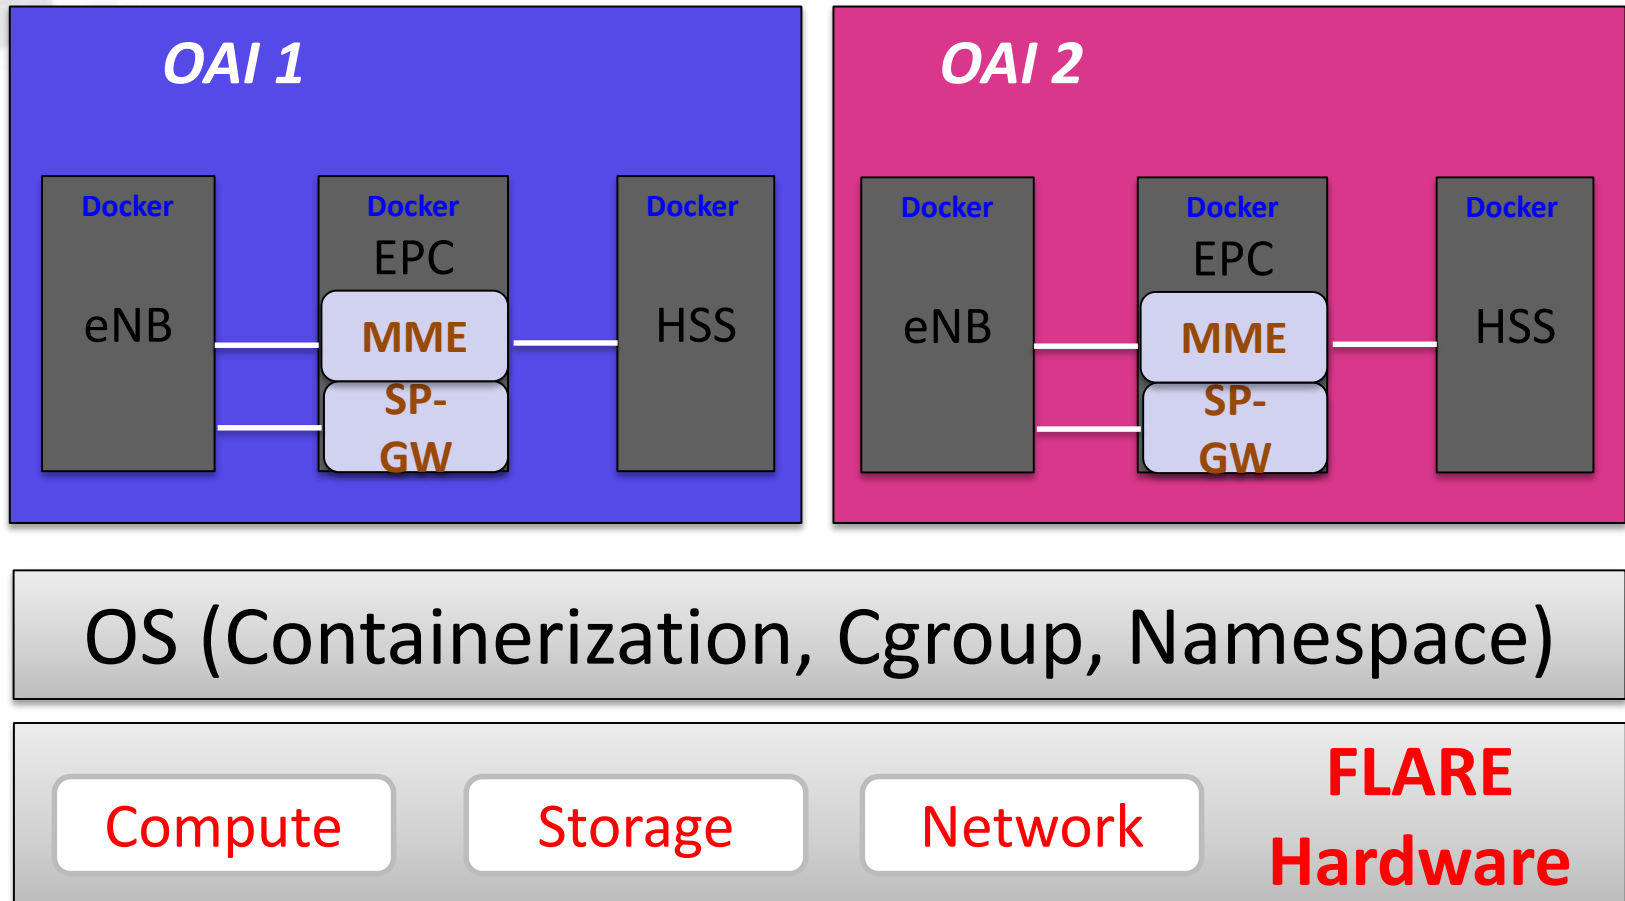 OAI 1
Docker
eNB
Docker
EPC
MME
SP-
GW
Docker
HSS
OAI 2
Docker
eNB
Docker
EPC
MME
SP-
GW
Docker
HSS
OS (Containerization, Cgroup, Namespace)
Compute
Storage
Network
FLARE
Hardware